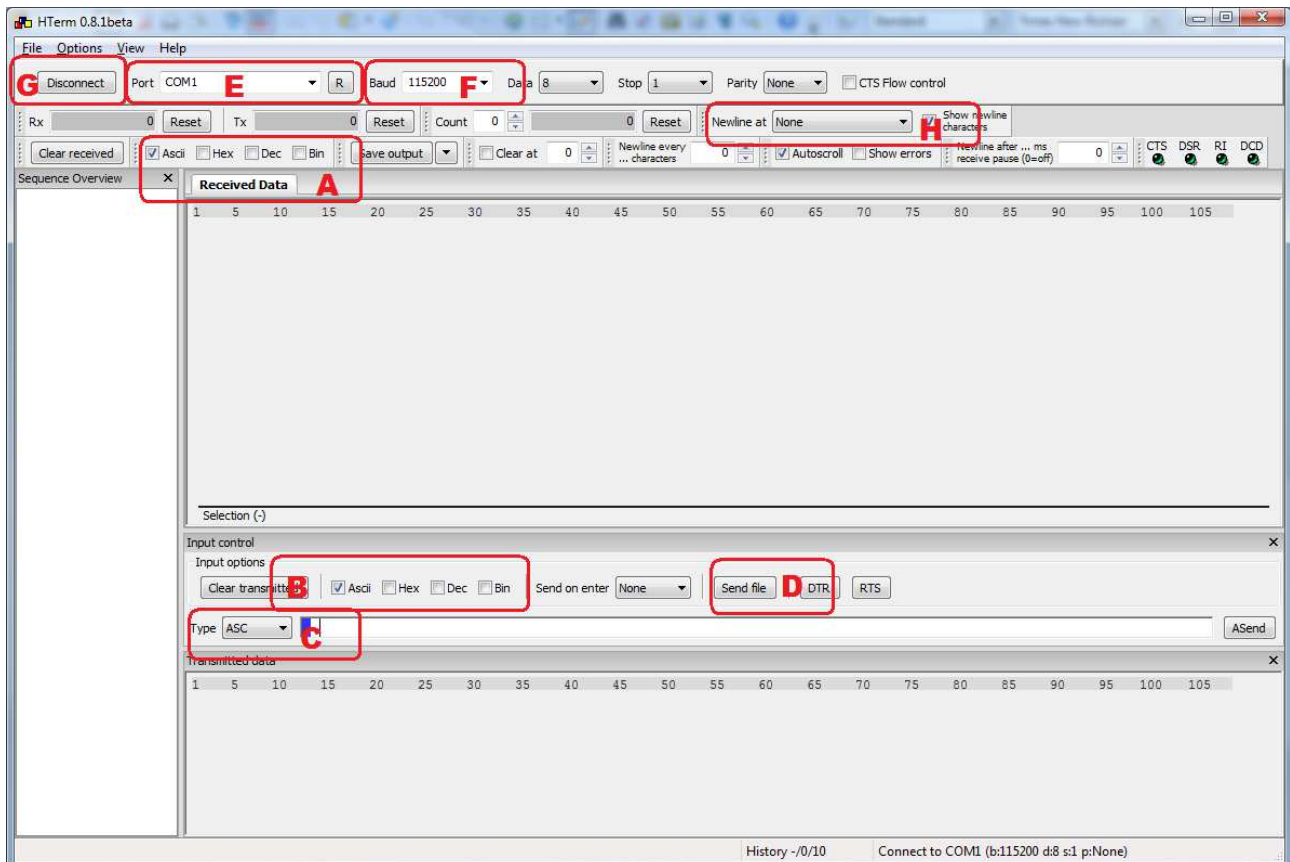 HTerm 0.8.1beta
File Options View Help
G Disconnect Port COM1 E R Baud 115200 F Data 8 Stop 1 Parity None CTS Flow control
Rx 0 Reset Tx 0 Reset Count 0 0 Reset Newline at None H Show newline characters
Clear received Ascii Hex Dec Bin Save output Clear at 0 Newline every ... characters 0 Autoscroll Show errors Newline after ... ms receive pause (0=off) 0 CTS DSR RI DCD
Sequence Overview X Received Data A
1 5 10 15 20 25 30 35 40 45 50 55 60 65 70 75 80 85 90 95 100 105
Selection (-)
Input control
Input options
Clear transmitted B Ascii Hex Dec Bin Send on enter None Send file D DTR RTS
Type ASC C ASend
Transmitted data
1 5 10 15 20 25 30 35 40 45 50 55 60 65 70 75 80 85 90 95 100 105
History -/0/10 Connect to COM1 (b:115200 d:8 s:1 p:None)